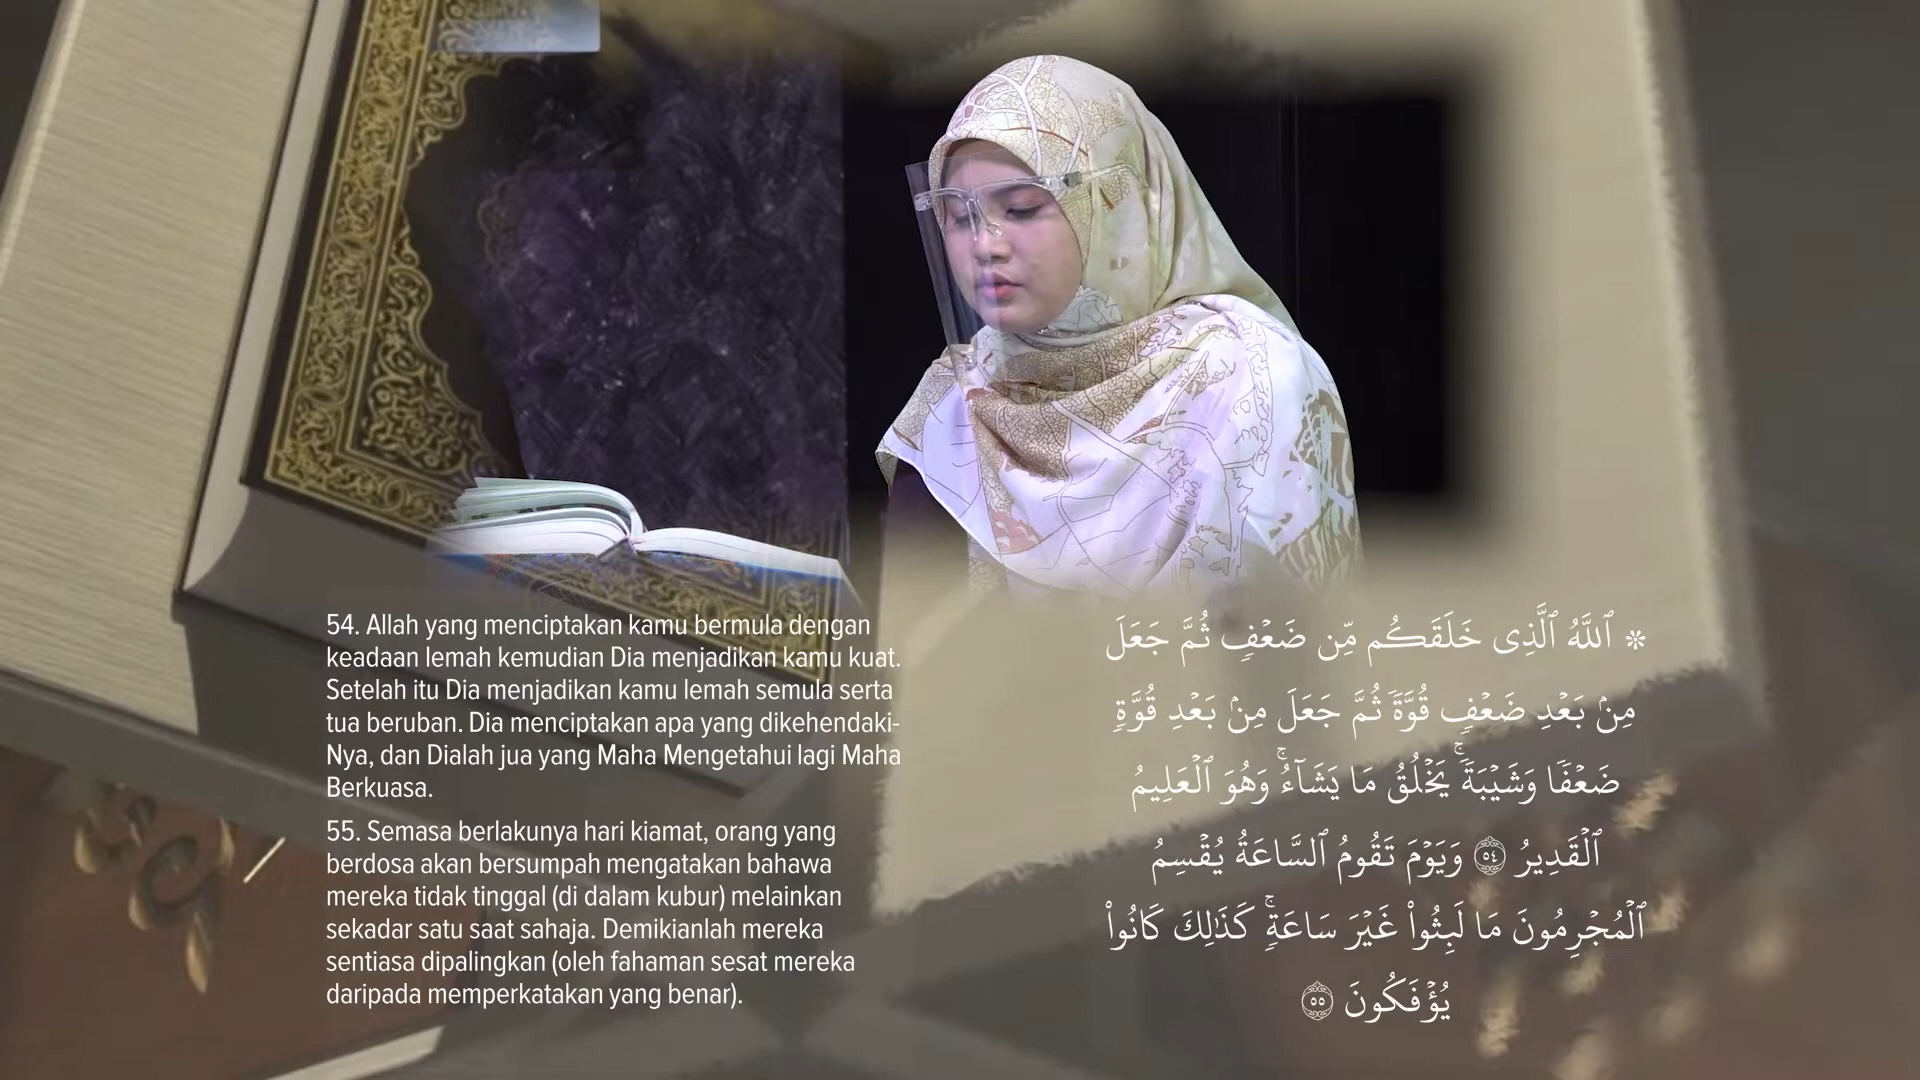 54. Allah yang menciptakan kamu bermula dengan
keadaan lemah kemudian Dia menjadikan kamu kuat.
Setelah itu Dia menjadikan kamu lemah semula serta
tua beruban. Dia menciptakan apa yang dikehendaki-
Nya, dan Dialah jua yang Maha Mengetahui lagi Maha
Berkuasa.
55. Semasa berlakunya hari kiamat, orang yang
berdosa akan bersumpah mengatakan bahawa
mereka tidak tinggal (di dalam kubur) melainkan
sekadar satu saat sahaja. Demikianlah mereka
sentiasa dipalingkan (oleh fahaman sesat mereka
daripada memperkatakan yang benar).
۞ ٱللَّهُ ٱلَّذِى خَلَقَكُم مِّن ضَعۡفٖ ثُمَّ جَعَلَ
مِنۢ بَعۡدِ ضَعۡفٖ قُوَّةٗ ثُمَّ جَعَلَ مِنۢ بَعۡدِ قُوَّةٖ
ضَعۡفٗا وَشَيۡبَةٗۚ يَخۡلُقُ مَا يَشَآءُۚ وَهُوَ ٱلۡعَلِيمُ
ٱلۡقَدِيرُ ٥٤ وَيَوۡمَ تَقُومُ ٱلسَّاعَةُ يُقۡسِمُ
ٱلۡمُجۡرِمُونَ مَا لَبِثُواْ غَيۡرَ سَاعَةٖۚ كَذَٰلِكَ كَانُواْ
يُؤۡفَكُونَ ٥٥